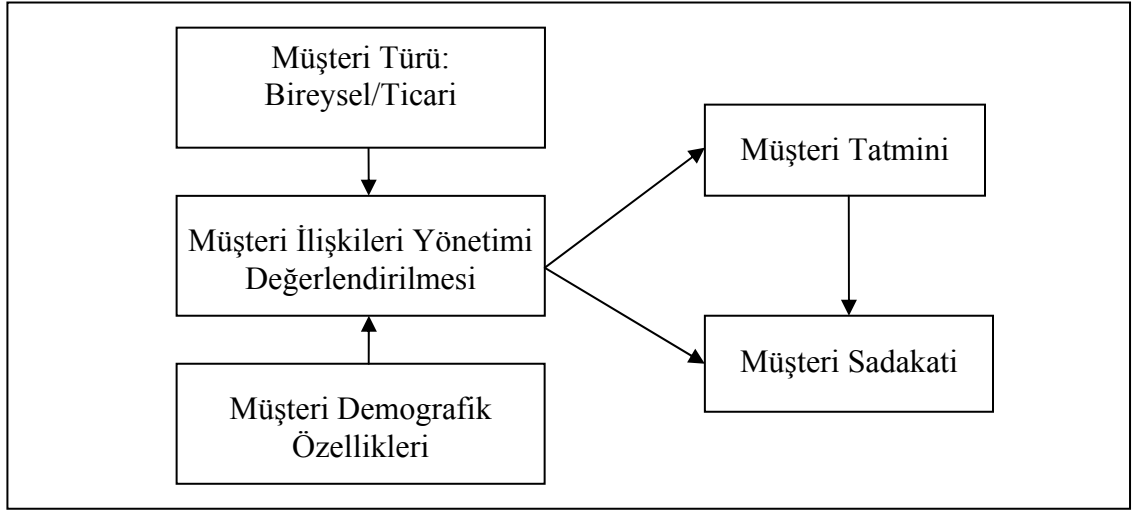 Müşteri Türü:
Bireysel/Ticari
Müşteri İlişkileri Yönetimi
Değerlendirilmesi
Müşteri Demografik
Özellikleri
Müşteri Tatmini
Müşteri Sadakati